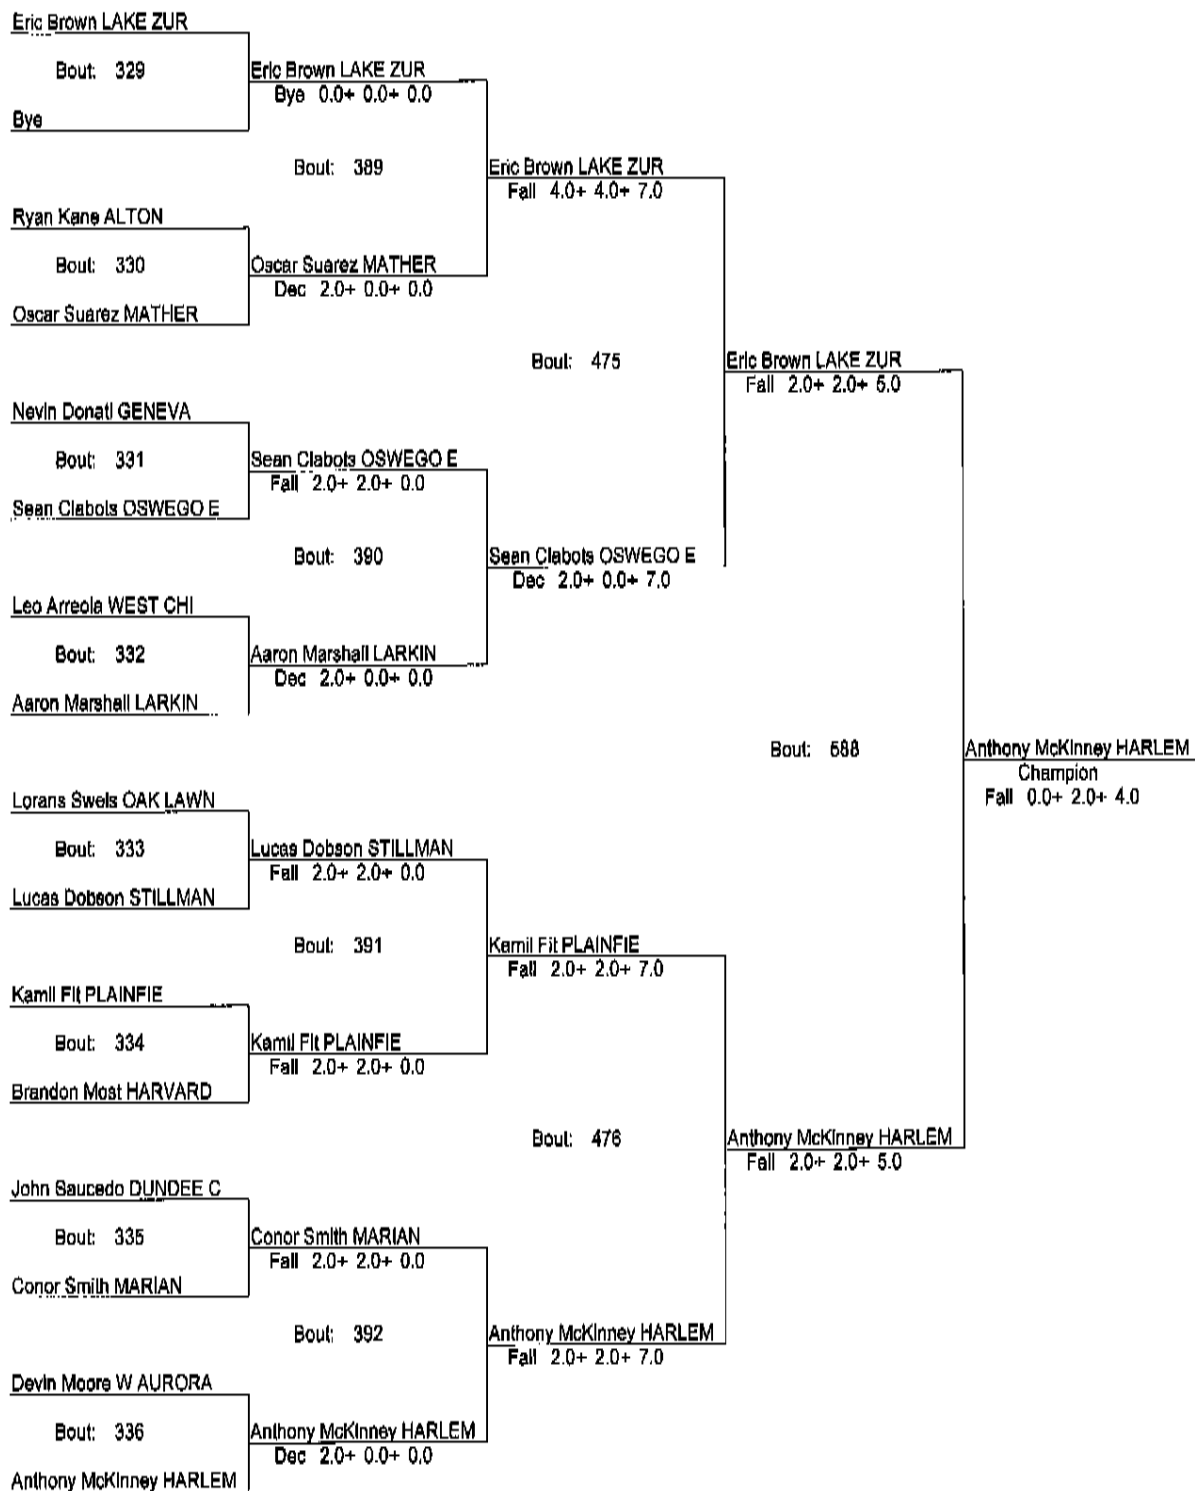 Eric Brown LAKE ZUR
Bout: 329
Bye
Eric Brown LAKE ZUR
Bye 0.0+ 0.0+ 0.0
Bout: 389
Ryan Kane ALTON
Bout: 330
Oscar Suarez MATHER
Oscar Suarez MATHER
Dec 2.0+ 0.0+ 0.0
Eric Brown LAKE ZUR
Fall 4.0+ 4.0+ 7.0
Bout: 475
Nevin Donati GENEVA
Bout: 331
Sean Clabots OSWEGO E
Sean Clabots OSWEGO E
Fall 2.0+ 2.0+ 0.0
Bout: 390
Leo Arreola WEST CHI
Bout: 332
Aaron Marshall LARKIN
Aaron Marshall LARKIN
Dec 2.0+ 0.0+ 0.0
Sean Clabots OSWEGO E
Dec 2.0+ 0.0+ 7.0
Eric Brown LAKE ZUR
Fall 2.0+ 2.0+ 5.0
Bout: 588
Anthony McKinney HARLEM
Champion
Fall 0.0+ 2.0+ 4.0
Lorans Swels OAK LAWN
Bout: 333
Lucas Dobson STILLMAN
Lucas Dobson STILLMAN
Fall 2.0+ 2.0+ 0.0
Bout: 391
Kamil Fit PLAINFIE
Bout: 334
Brandon Most HARVARD
Kamil Fit PLAINFIE
Fall 2.0+ 2.0+ 0.0
Kamil Fit PLAINFIE
Fall 2.0+ 2.0+ 7.0
Bout: 476
John Saucedo DUNDEE C
Bout: 335
Conor Smith MARIAN
Conor Smith MARIAN
Fall 2.0+ 2.0+ 0.0
Bout: 392
Devin Moore W AURORA
Bout: 336
Anthony McKinney HARLEM
Anthony McKinney HARLEM
Dec 2.0+ 0.0+ 0.0
Anthony McKinney HARLEM
Fall 2.0+ 2.0+ 7.0
Anthony McKinney HARLEM
Fall 2.0+ 2.0+ 5.0